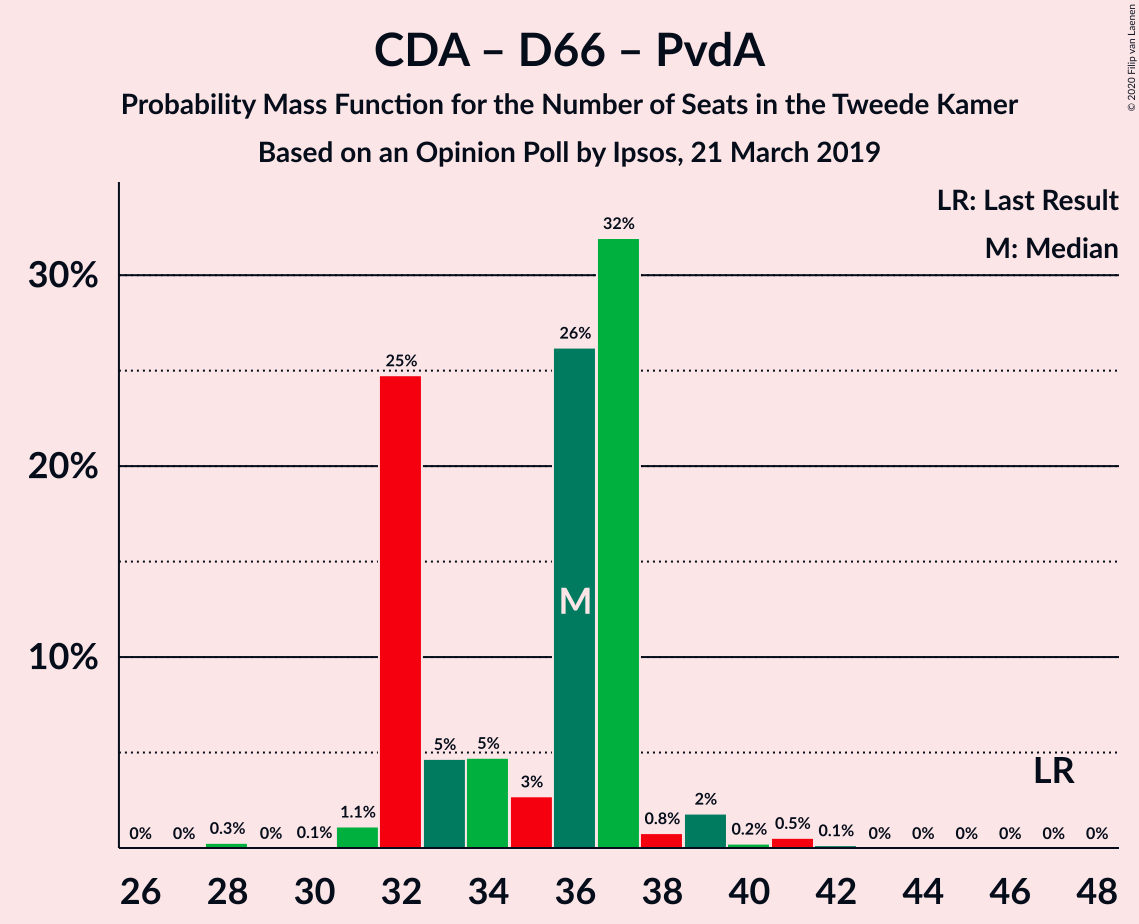 CDA – D66 – PvdA
Probability Mass Function for the Number of Seats in the Tweede Kamer
Based on an Opinion Poll by Ipsos, 21 March 2019
© 2020 Filip van Laenen
LR: Last Result
M: Median
30%
20%
10%
0% 0% 0.3% 0% 0.1% 1.1% 25% 5% 5% 3% 26% 32% 0.8% 2% 0.2% 0.5% 0.1% 0% 0% 0% 0% 0% 0%
M
LR
26 28 30 32 34 36 38 40 42 44 46 48